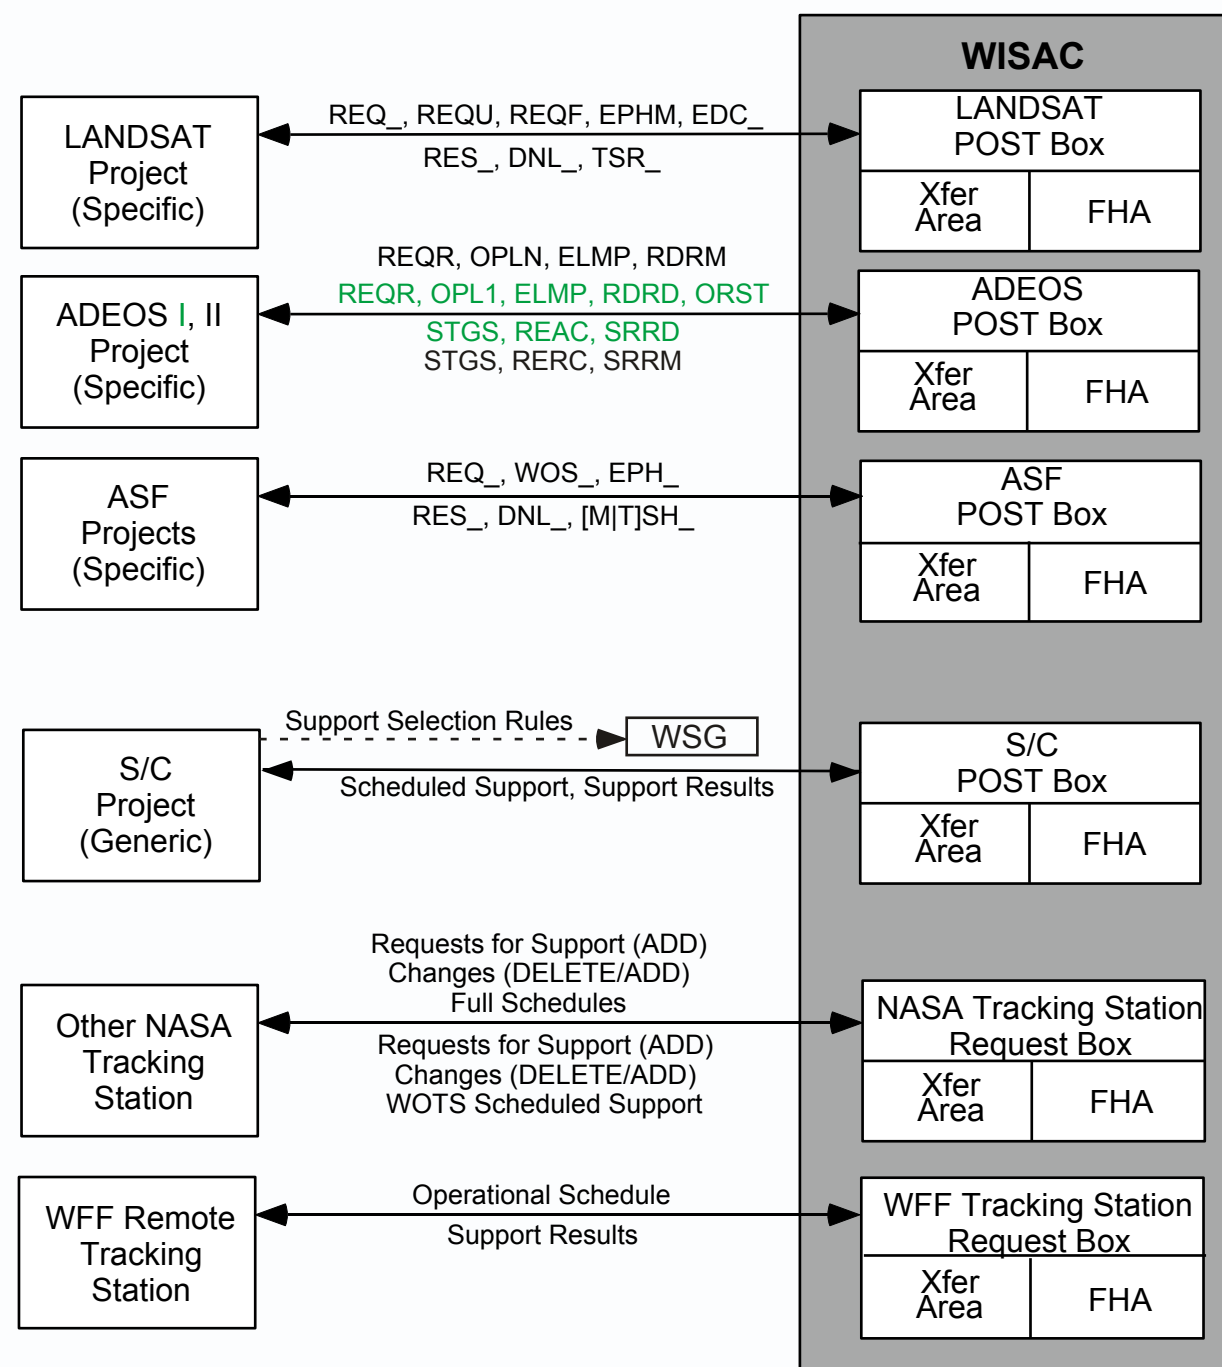 WISAC
LANDSAT
Project
(Specific)
REQ_, REQU, REQF, EPHM, EDC_
RES_, DNL_, TSR_
LANDSAT
POST Box
Xfer
Area
FHA
ADEOS I, II
Project
(Specific)
REQR, OPLN, ELMP, RDRM
REQR, OPL1, ELMP, RDRD, ORST
STGS, REAC, SRRD
STGS, RERC, SRRM
ADEOS
POST Box
Xfer
Area
FHA
ASF
Projects
(Specific)
REQ_, WOS_, EPH_
RES_, DNL_, [M|T]SH_
ASF
POST Box
Xfer
Area
FHA
S/C
Project
(Generic)
Support Selection Rules
WSG
Scheduled Support, Support Results
S/C
POST Box
Xfer
Area
FHA
Other NASA
Tracking
Station
Requests for Support (ADD)
Changes (DELETE/ADD)
Full Schedules
Requests for Support (ADD)
Changes (DELETE/ADD)
WOTS Scheduled Support
NASA Tracking Station
Request Box
Xfer
Area
FHA
WFF Remote
Tracking
Station
Operational Schedule
Support Results
WFF Tracking Station
Request Box
Xfer
Area
FHA